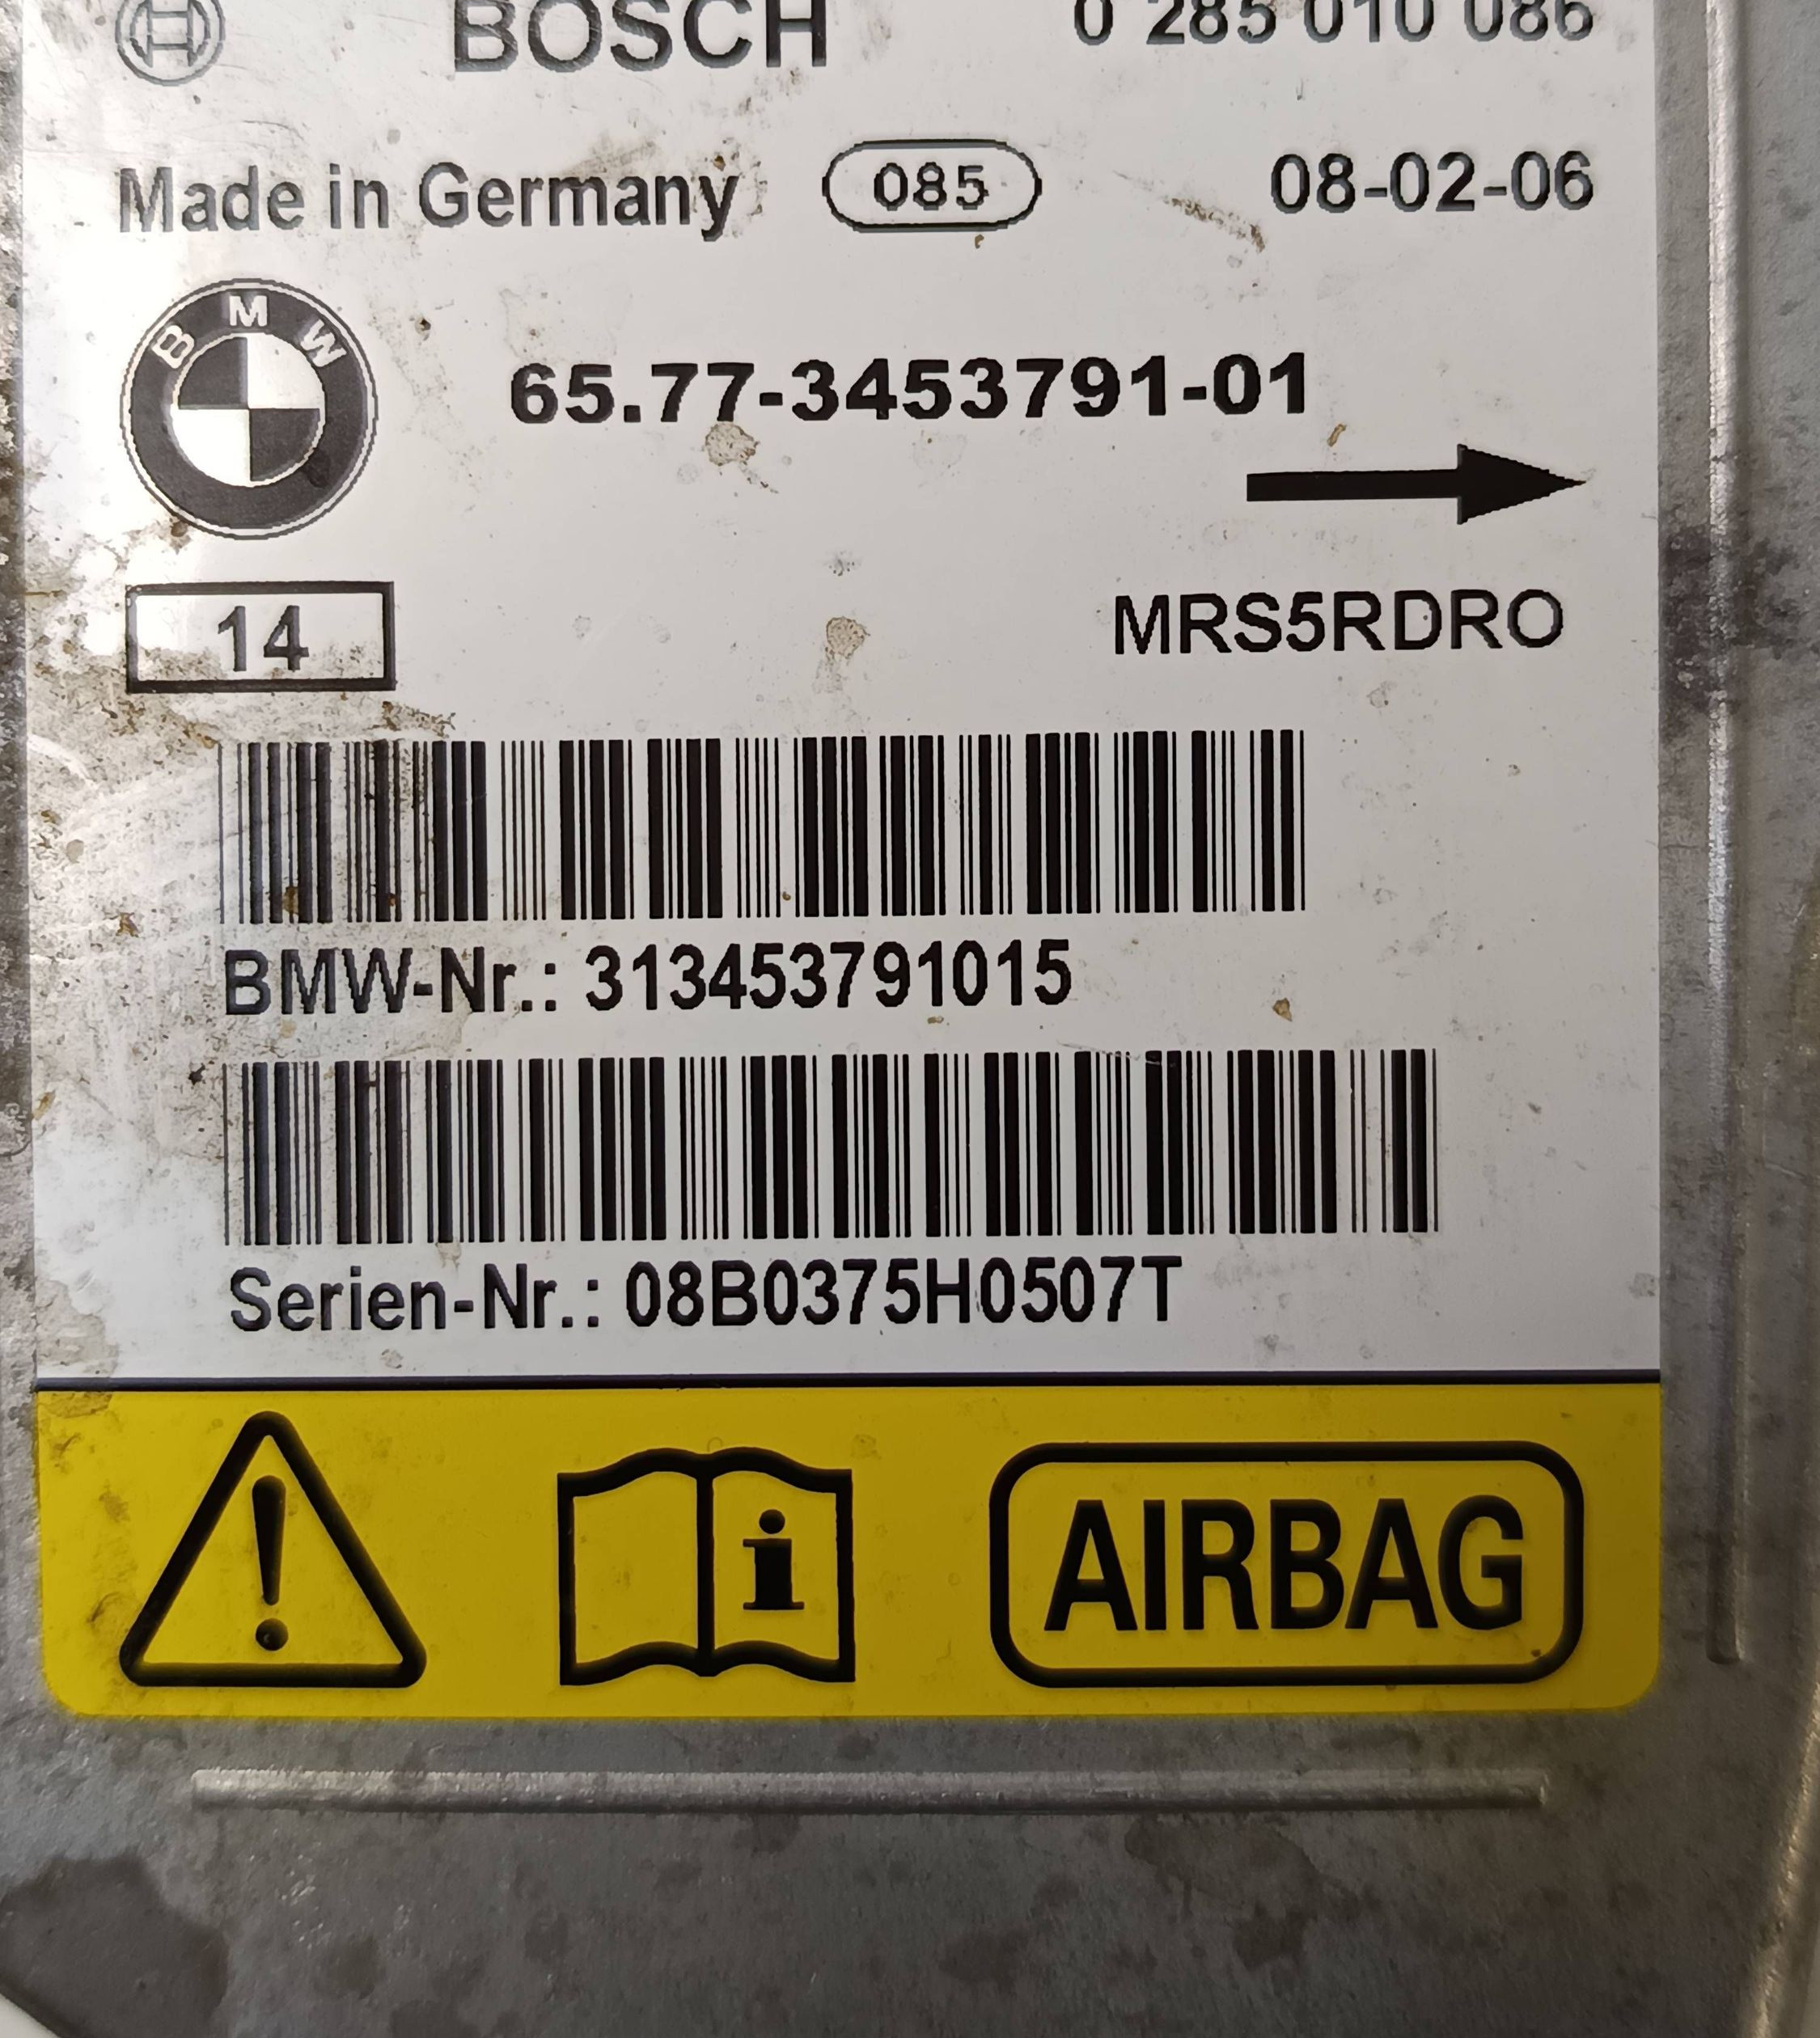 BOSCH 0 285 010 086
Made in Germany 085 08-02-06
BMW
65.77-3453791-01
14 MRS5RDRO
BMW-Nr.: 313453791015
Serien-Nr.: 08B0375H0507T
i AIRBAG